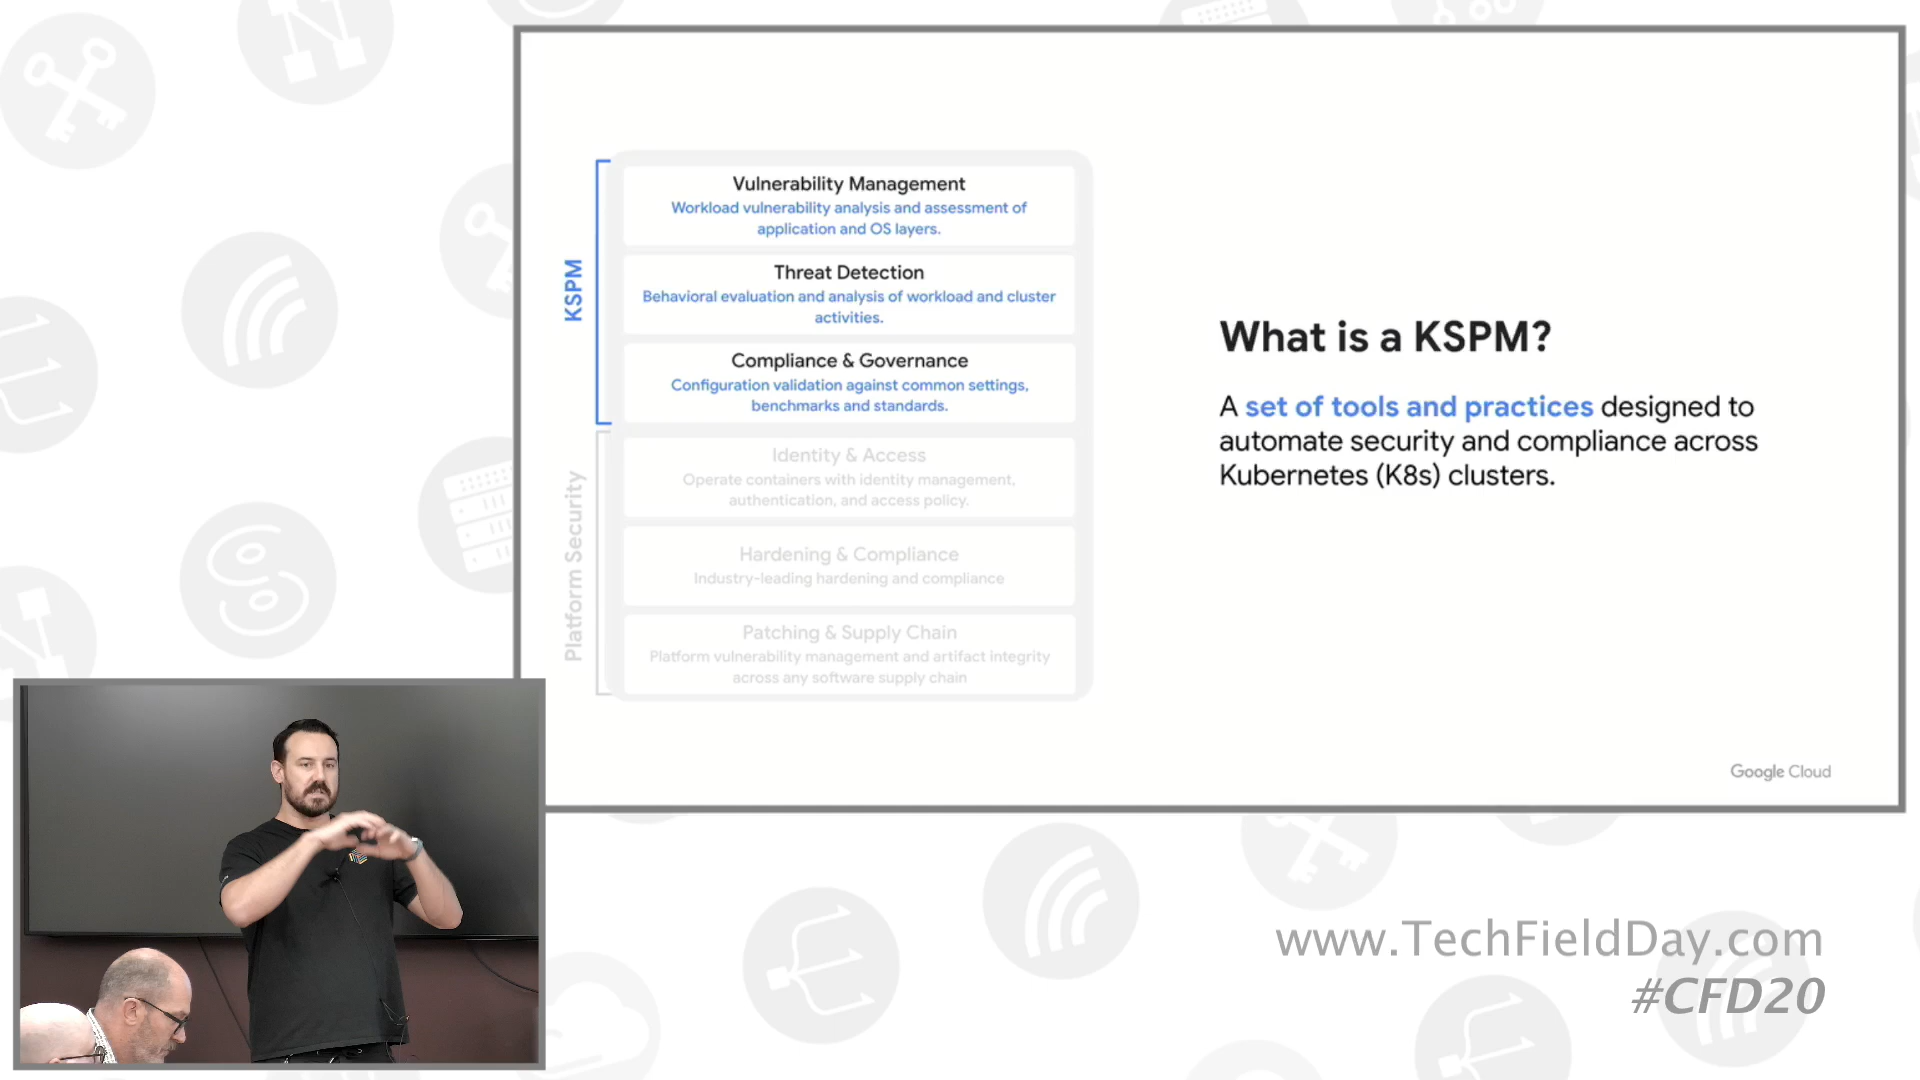 KSPM
Vulnerability Management
Workload vulnerability analysis and assessment of
application and OS layers.
Threat Detection
Behavioral evaluation and analysis of workload and cluster
activities.
Compliance & Governance
Configuration validation against common settings,
benchmarks and standards.
Platform Security
Identity & Access
Operate containers with identity management,
authentication, and access policy.
Hardening & Compliance
Industry-leading hardening and compliance
Patching & Supply Chain
Platform vulnerability management and artifact integrity
across any software supply chain
What is a KSPM?
A set of tools and practices designed to
automate security and compliance across
Kubernetes (K8s) clusters.
Google Cloud
www.TechFieldDay.com
#CFD20